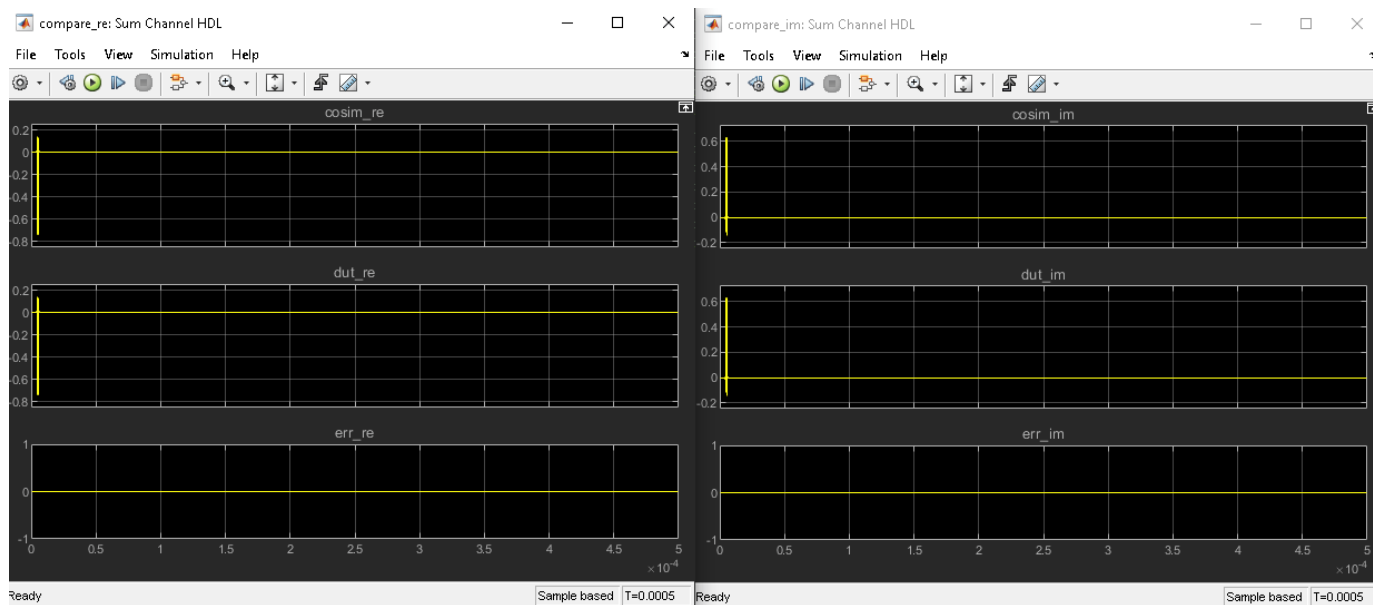 compare_re: Sum Channel HDL
File Tools View Simulation Help
cosim_re
0.2
0
-0.2
-0.4
-0.6
-0.8
dut_re
0.2
0
-0.2
-0.4
-0.6
-0.8
err_re
1
0
-1
0 0.5 1 1.5 2 2.5 3 3.5 4 4.5 5
×10⁻⁴
Ready Sample based T=0.0005
compare_im: Sum Channel HDL
File Tools View Simulation Help
cosim_im
0.6
0.4
0.2
0
-0.2
dut_im
0.6
0.4
0.2
0
-0.2
err_im
1
0
-1
0 0.5 1 1.5 2 2.5 3 3.5 4 4.5 5
×10⁻⁴
Ready Sample based T=0.0005